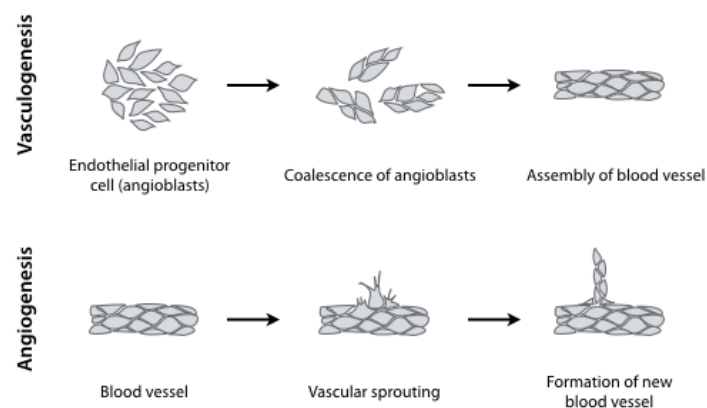 Vasculogenesis
Endothelial progenitor
cell (angioblasts)
Coalescence of angioblasts
Assembly of blood vessel
Angiogenesis
Blood vessel
Vascular sprouting
Formation of new
blood vessel